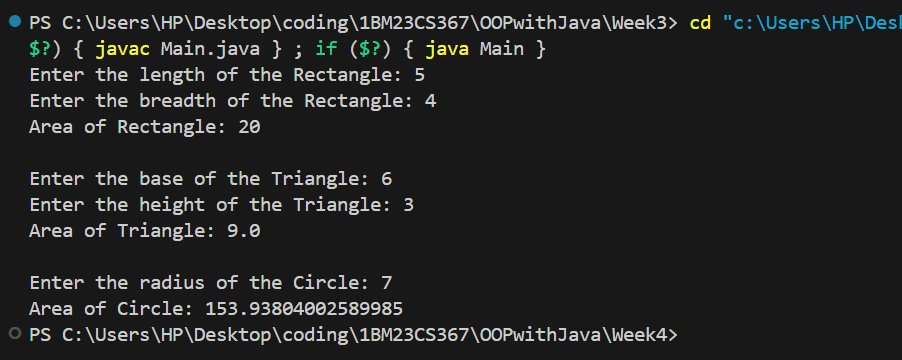 PS C:\Users\HP\Desktop\coding\1BM23CS367\OOPwithJava\Week3> cd "c:\Users\HP\Des
$?) { javac Main.java } ; if ($?) { java Main }
Enter the length of the Rectangle: 5
Enter the breadth of the Rectangle: 4
Area of Rectangle: 20
Enter the base of the Triangle: 6
Enter the height of the Triangle: 3
Area of Triangle: 9.0
Enter the radius of the Circle: 7
Area of Circle: 153.93804002589985
PS C:\Users\HP\Desktop\coding\1BM23CS367\OOPwithJava\Week4>